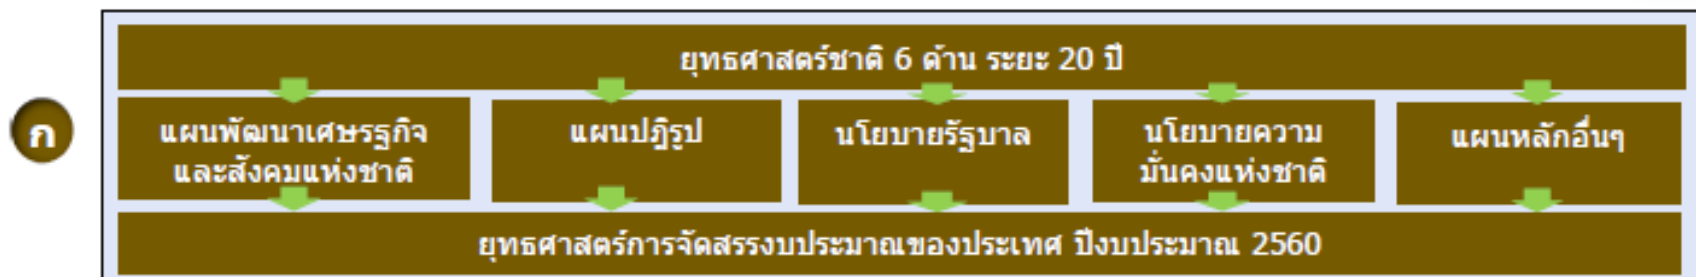 ยุทธศาสตร์ชาติ 6 ด้าน ระยะ 20 ปี
ก
แผนพัฒนาเศรษฐกิจ
และสังคมแห่งชาติ
แผนปฏิรูป
นโยบายรัฐบาล
นโยบายความ
มั่นคงแห่งชาติ
แผนหลักอื่นๆ
ยุทธศาสตร์การจัดสรรงบประมาณของประเทศ ปีงบประมาณ 2560